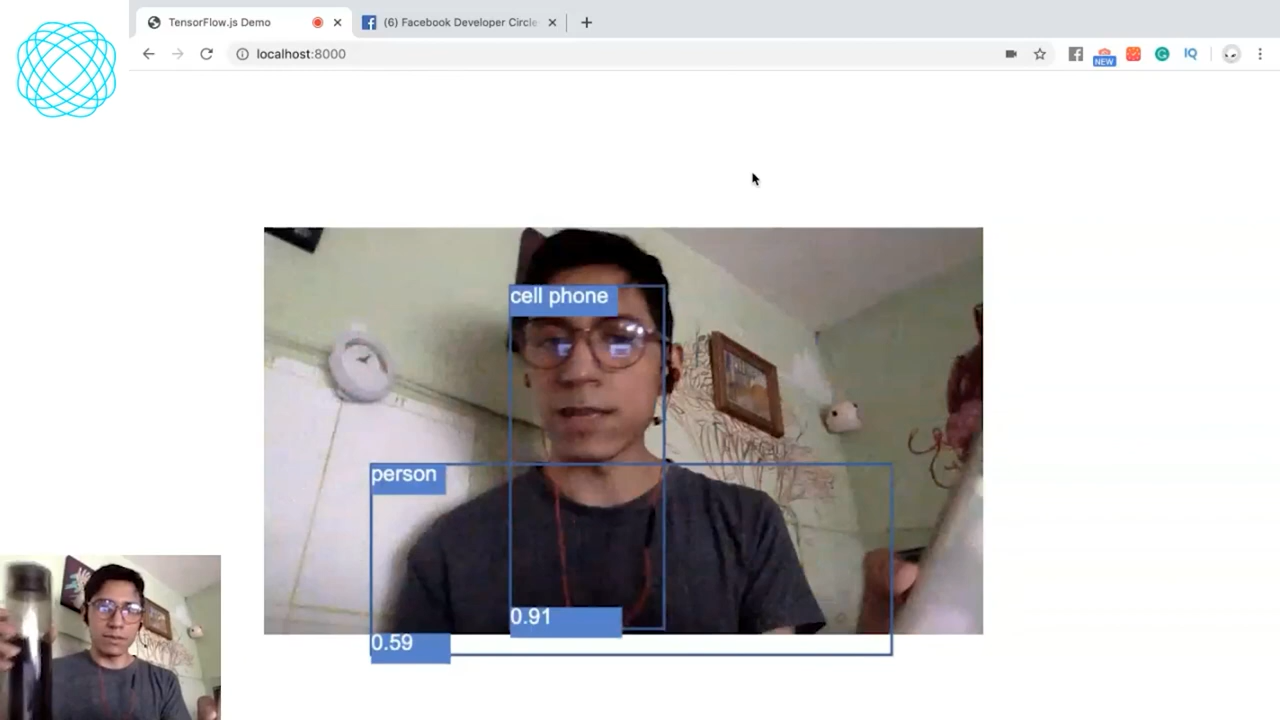 TensorFlow.js Demo
(6) Facebook Developer Circle
localhost:8000
NEW
IQ
cell phone
person
0.91
0.59